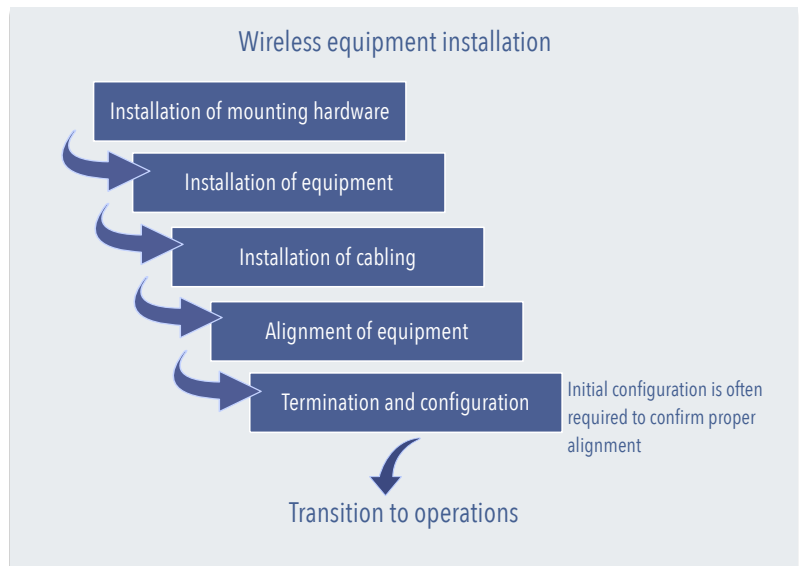 Wireless equipment installation
Installation of mounting hardware
Installation of equipment
Installation of cabling
Alignment of equipment
Termination and configuration
Initial configuration is often
required to confirm proper
alignment
Transition to operations